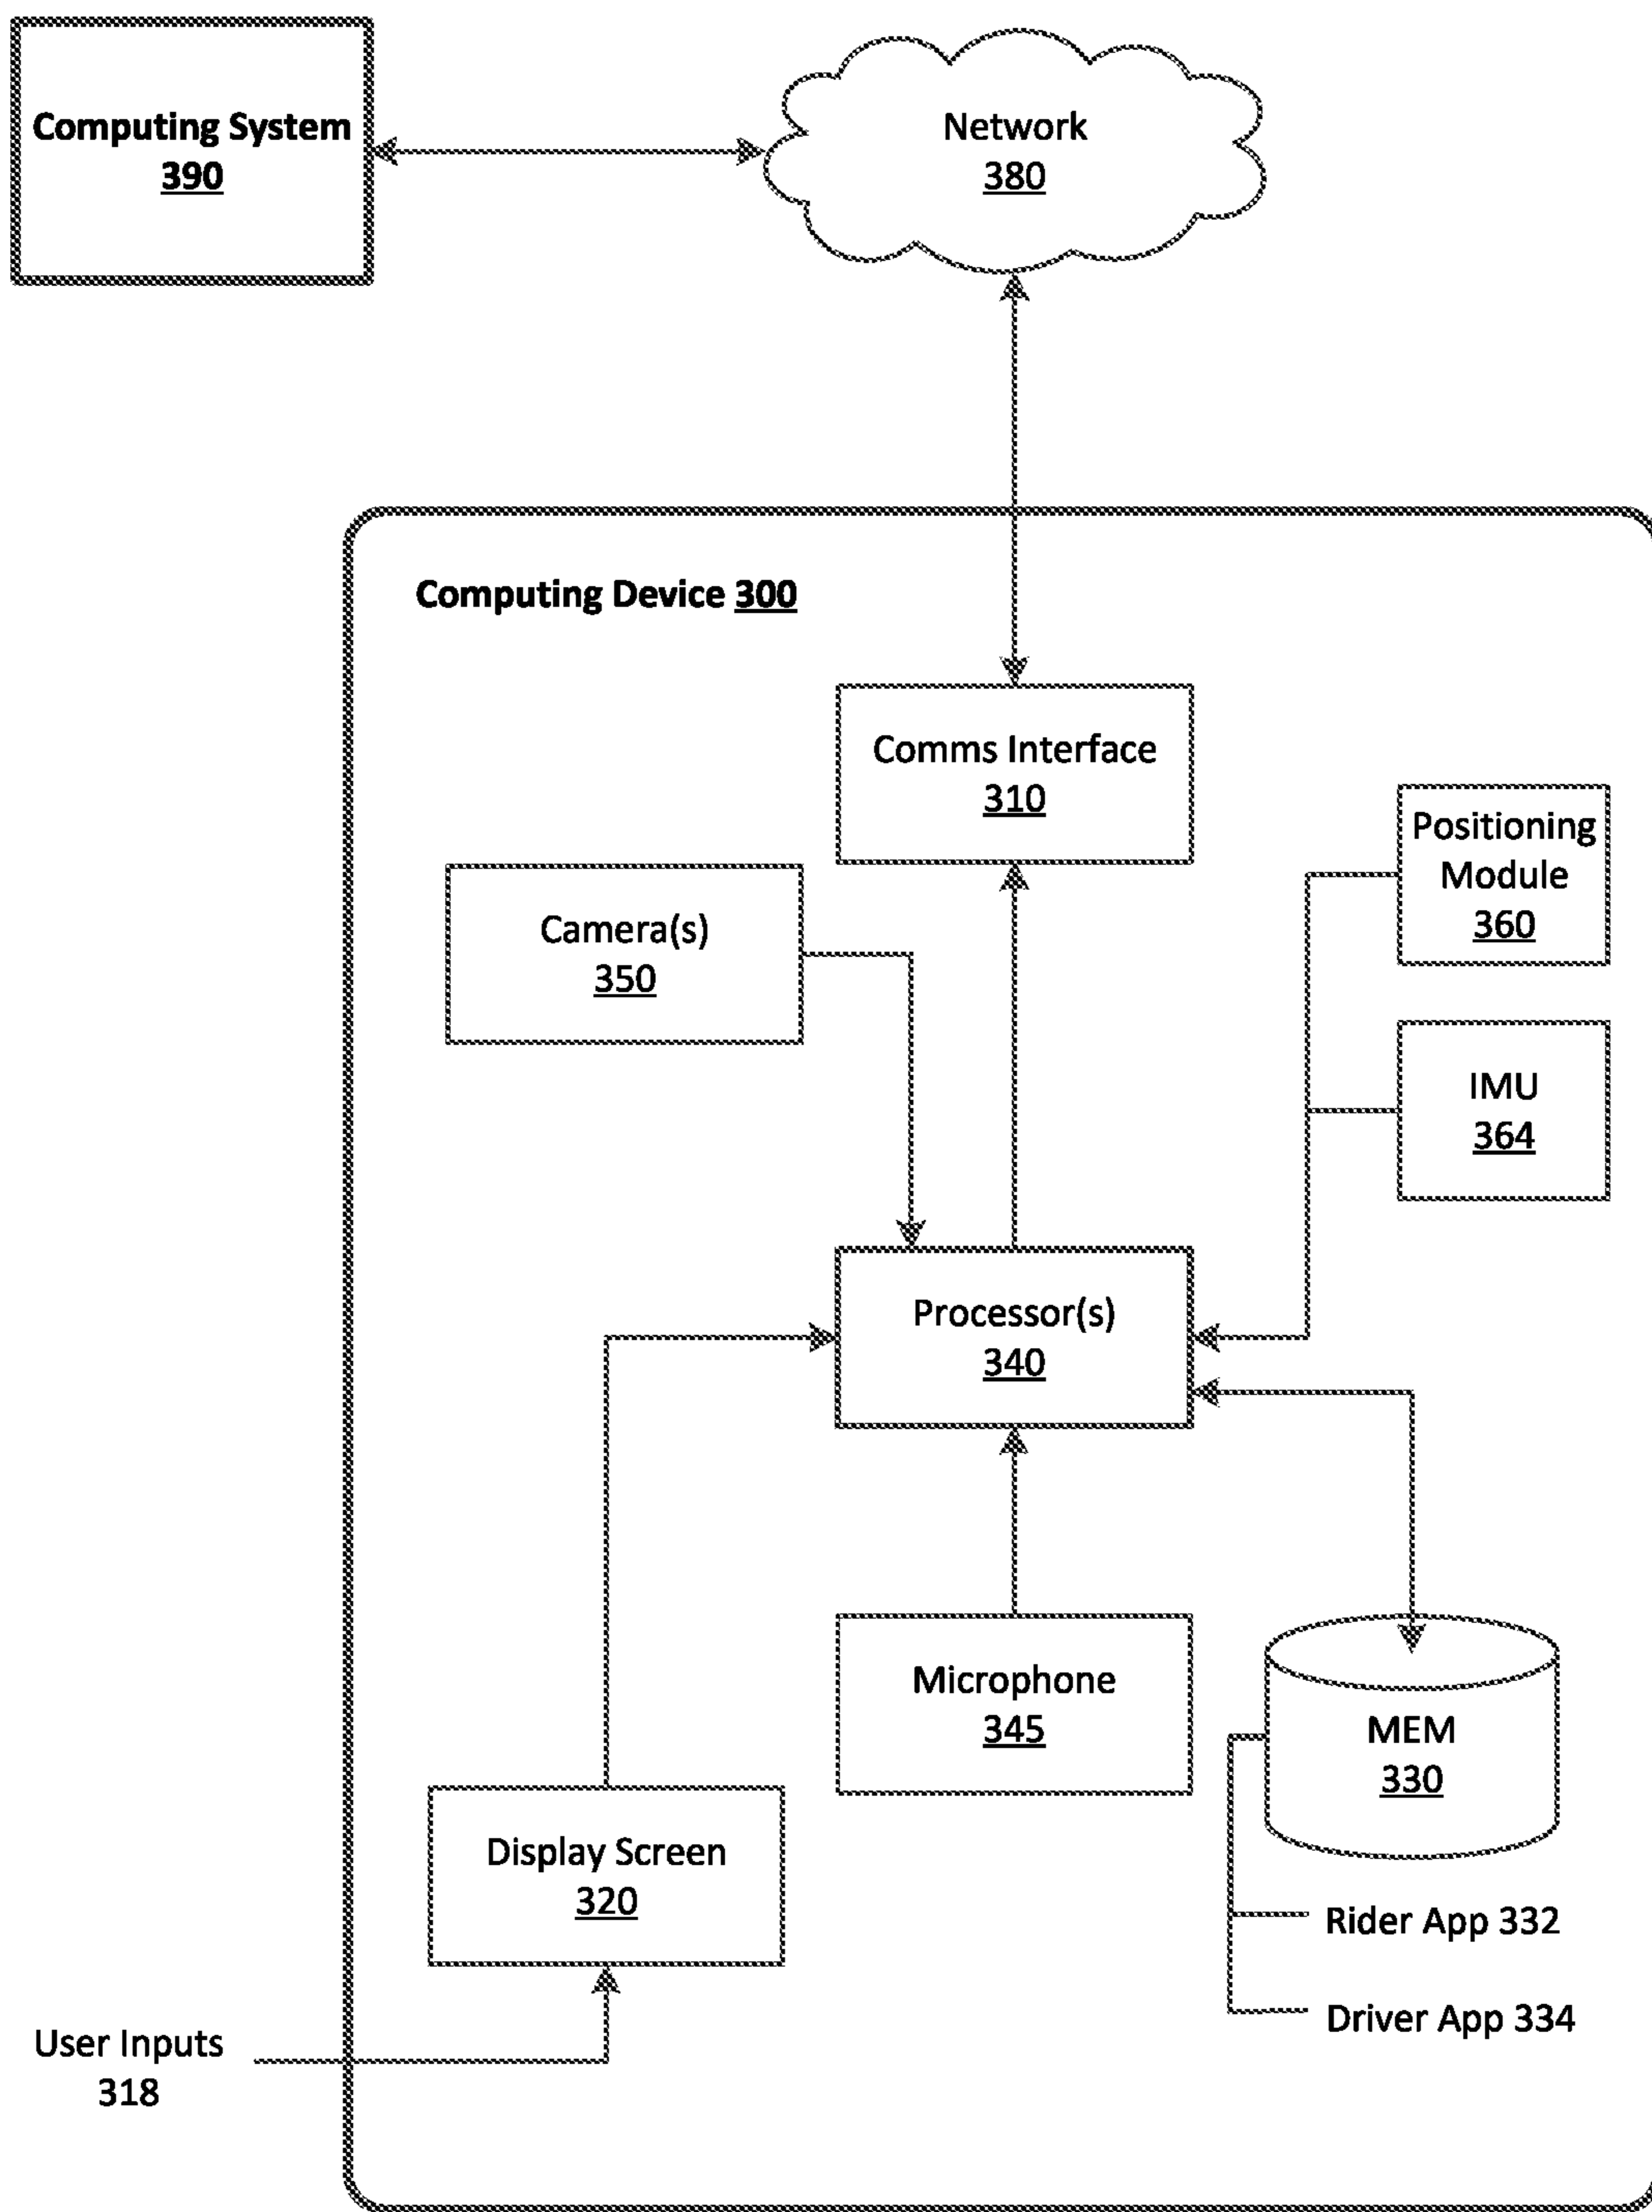 Computing System
390
Network
380
Computing Device 300
Comms Interface
310
Positioning
Module
360
Camera(s)
350
IMU
364
Processor(s)
340
Microphone
345
MEM
330
Display Screen
320
Rider App 332
Driver App 334
User Inputs
318